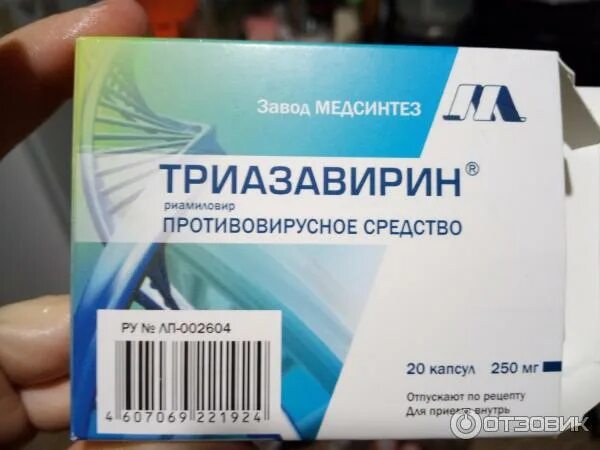 Завод МЕДСИНТЕЗ
ТРИАЗАВИРИН®
риамиловир
ПРОТИВОВИРУСНОЕ СРЕДСТВО
РУ № ЛП-002604
4 607069 221924
20 капсул 250 мг
Отпускают по рецепту
Для приема внутрь
ОТЗОВИК